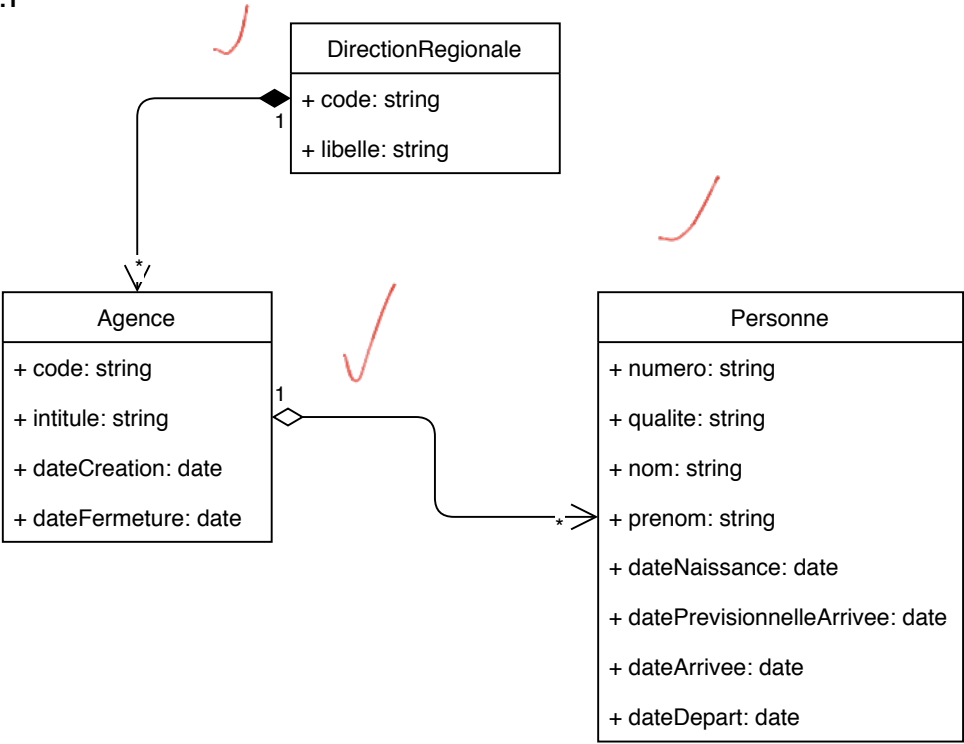 DirectionRegionale
+ code: string
+ libelle: string
1
*
Agence
+ code: string
+ intitule: string
+ dateCreation: date
+ dateFermeture: date
1
*
Personne
+ numero: string
+ qualite: string
+ nom: string
+ prenom: string
+ dateNaissance: date
+ datePrevisionnelleArrivee: date
+ dateArrivee: date
+ dateDepart: date